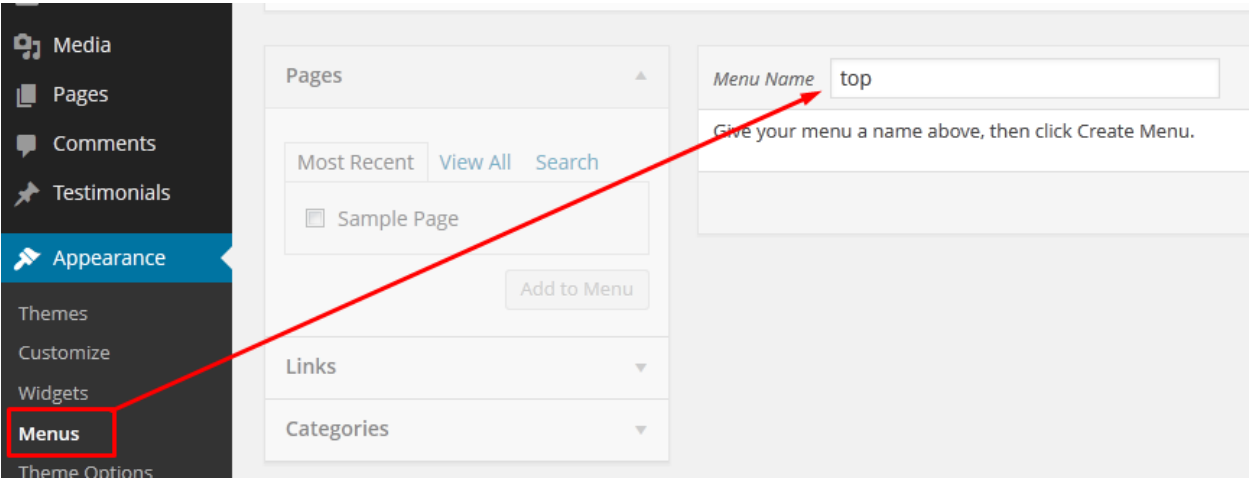 Media
Pages
Comments
Testimonials
Appearance
Themes
Customize
Widgets
Menus
Theme Options
Pages
Most Recent View All Search
Sample Page
Add to Menu
Links
Categories
Menu Name top
Give your menu a name above, then click Create Menu.